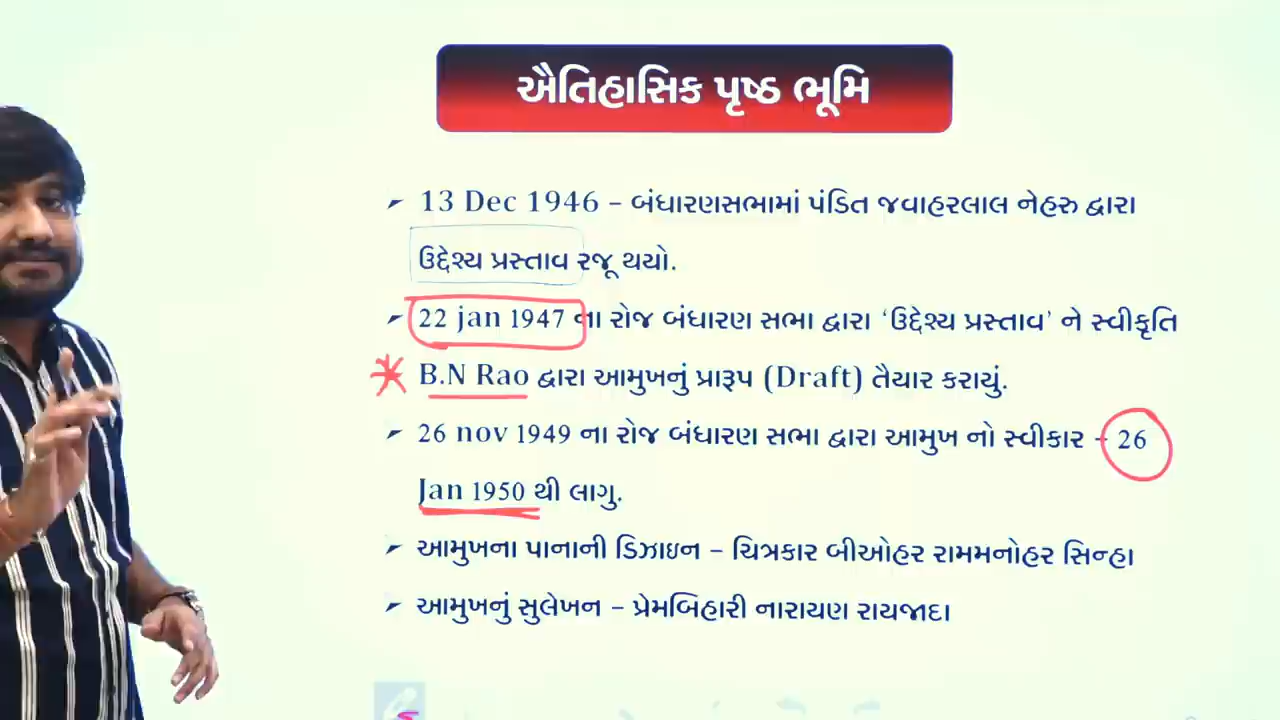 ઐતિહાસિક પૃષ્ઠ ભૂમિ
13 Dec 1946 – બંધારણસભામાં પંડિત જવાહરલાલ નેહરુ દ્વારા
ઉદ્દેશ્ય પ્રસ્તાવ રજૂ થયો.
22 jan 1947 ના રોજ બંધારણ સભા દ્વારા ‘ઉદ્દેશ્ય પ્રસ્તાવ’ ને સ્વીકૃતિ
B.N Rao દ્વારા આમુખનું પ્રારૂપ (Draft) તૈયાર કરાયું.
26 nov 1949 ના રોજ બંધારણ સભા દ્વારા આમુખ નો સ્વીકાર – 26
Jan 1950 થી લાગુ.
આમુખના પાનાની ડિઝાઇન – ચિત્રકાર બીઓહર રામમનોહર સિન્હા
આમુખનું સુલેખન – પ્રેમબિહારી નારાયણ રાયજાદા